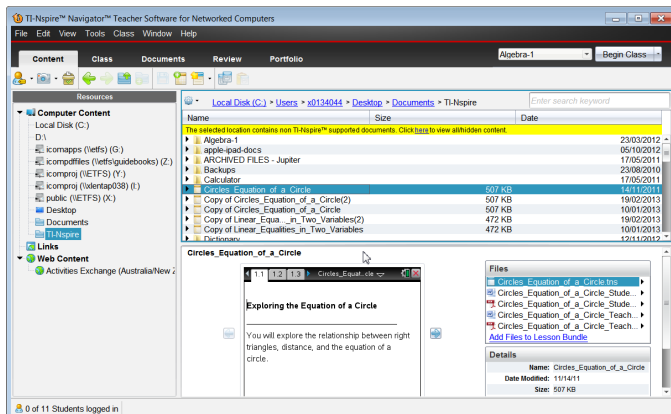 TI-Nspire™ Navigator™ Teacher Software for Networked Computers
File Edit View Tools Class Window Help
Content Class Documents Review Portfolio
Algebra-1 Begin Class
Resources
Computer Content
Local Disk (C:)
D:\
icomapps (\\etfs) (G:)
icompdffiles (\\etfs\guidebooks) (Z:)
icomproj (\\ETFS) (Y:)
icomproj (\\xlentap038) (I:)
public (\\ETFS) (X:)
Desktop
Documents
TI-Nspire
Links
Web Content
Activities Exchange (Australia/New Z
Local Disk (C:) > Users > x0134044 > Desktop > Documents > TI-Nspire
Enter search keyword
Name Size Date
The selected location contains non TI-Nspire™ supported documents. Click here to view all/hidden content.
Algebra-1 23/03/2012
apple-ipad-docs 05/10/2012
ARCHIVED FILES - Jupiter 17/05/2011
Backups 23/08/2010
Calculator 17/05/2011
Circles_Equation_of_a_Circle 507 KB 14/11/2011
Copy of Circles_Equation_of_a_Circle(2) 507 KB 19/02/2013
Copy of Circles_Equation_of_a_Circle 507 KB 10/01/2013
Copy of Linear_Equa..._in_Two_Variables(2) 472 KB 19/02/2013
Copy of Linear_Equalities_in_Two_Variables 472 KB 10/01/2013
Dictionary 12/11/2012
Circles_Equation_of_a_Circle
1.1 1.2 1.3 Circles_Equat...cle
Exploring the Equation of a Circle
You will explore the relationship between right
triangles, distance, and the equation of a
circle.
Files
Circles_Equation_of_a_Circle.tns
Circles_Equation_of_a_Circle_Stude...
Circles_Equation_of_a_Circle_Stude...
Circles_Equation_of_a_Circle_Teach...
Circles_Equation_of_a_Circle_Teach...
Add Files to Lesson Bundle
Details
Name: Circles_Equation_of_a_Circle
Date Modified: 11/14/11
Size: 507 KB
0 of 11 Students logged in